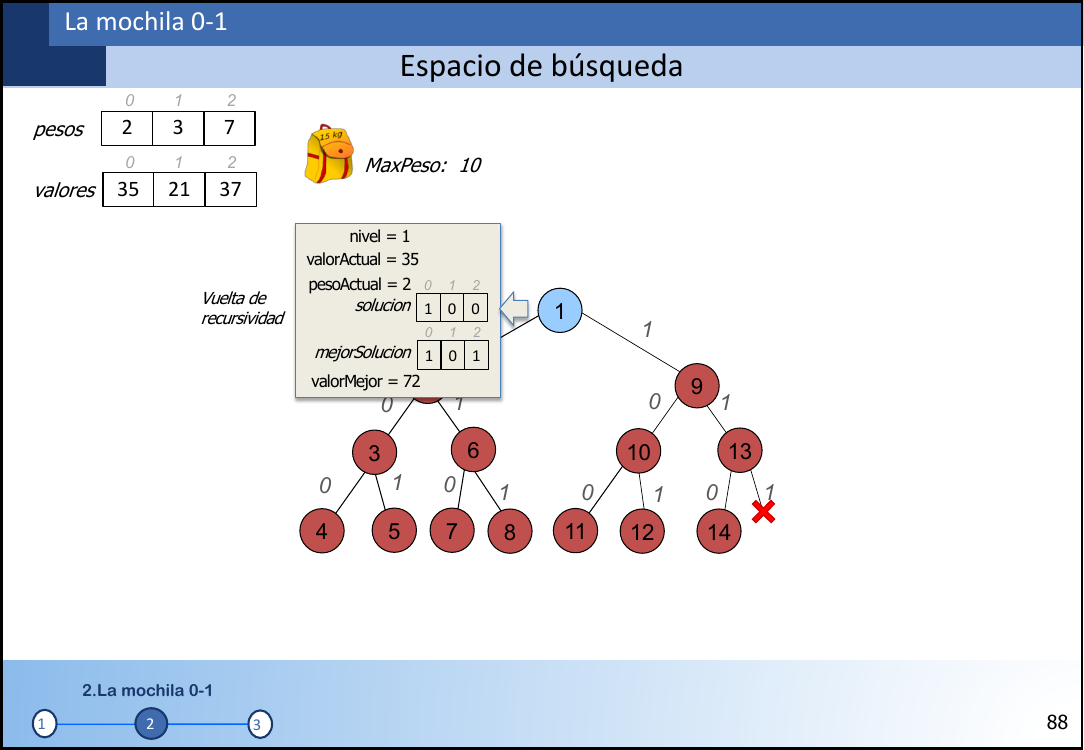 La mochila 0-1
Espacio de búsqueda
0 1 2
pesos 2 3 7
0 1 2
valores 35 21 37
15 kg
MaxPeso: 10
nivel = 1
valorActual = 35
pesoActual = 2
0 1 2
solucion 1 0 0
0 1 2
mejorSolucion 1 0 1
valorMejor = 72
Vuelta de
recursividad
1
1
9
0 1 0 1
3 6 10 13
0 1 0 1 0 1 0 1
4 5 7 8 11 12 14
2.La mochila 0-1
1 2 3
88